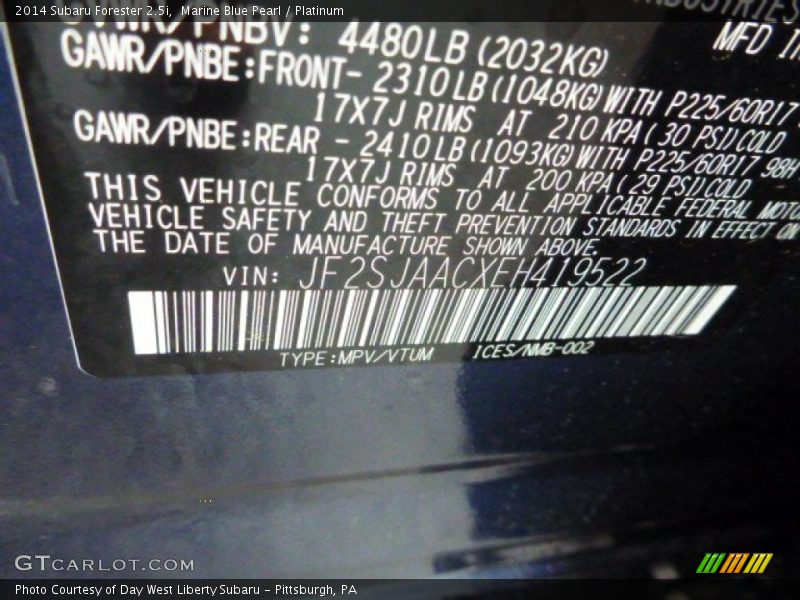 2014 Subaru Forester 2.5i, Marine Blue Pearl / Platinum
GVWR/PNBV: 4480LB (2032KG)
MFD
GAWR/PNBE:FRONT- 2310LB (1048KG) WITH P225/60R17
17X7J RIMS AT 210 KPA ( 30 PSI) COLD
GAWR/PNBE:REAR - 2410LB (1093KG) WITH P225/60R17 98H
17X7J RIMS AT 200 KPA ( 29 PSI) COLD
THIS VEHICLE CONFORMS TO ALL APPLICABLE FEDERAL MOTO
VEHICLE SAFETY AND THEFT PREVENTION STANDARDS IN EFFECT ON
THE DATE OF MANUFACTURE SHOWN ABOVE.
VIN: JF2SJAACXEH419522
TYPE:MPV/VTUM ICES/NMB-002
GTCARLOT.COM
Photo Courtesy of Day West Liberty Subaru - Pittsburgh, PA